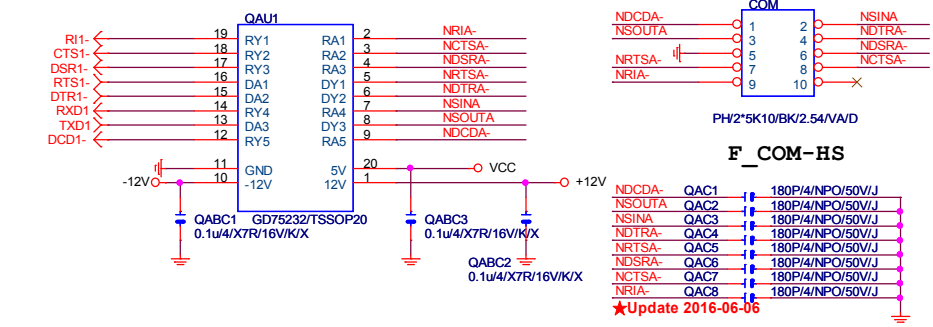 QAU1
RI1- 19 RY1 RA1 2 NRIA-
CTS1- 18 RY2 RA2 3 NCTSA-
DSR1- 17 RY3 RA3 4 NDSRA-
RTS1- 16 DA1 DY1 5 NRTSA-
DTR1- 15 DA2 DY2 6 NDTRA-
RXD1 14 RY4 RA4 7 NSINA
TXD1 13 DA3 DY3 8 NSOUTA
DCD1- 12 RY5 RA5 9 NDCDA-
11 GND 5V 20 VCC
-12V 10 -12V 12V 1 +12V
QABC1
0.1u/4/X7R/16V/K/X
GD75232/TSSOP20
QABC3
0.1u/4/X7R/16V/K/X
QABC2
0.1u/4/X7R/16V/K/X
COM
NDCDA- 1 2 NSINA
NSOUTA 3 4 NDTRA-
5 6 NDSRA-
NRTSA- 7 8 NCTSA-
NRIA- 9 10
PH/2*5K10/BK/2.54/VA/D
F_COM-HS
NDCDA- QAC1 180P/4/NPO/50V/J
NSOUTA QAC2 180P/4/NPO/50V/J
NSINA QAC3 180P/4/NPO/50V/J
NDTRA- QAC4 180P/4/NPO/50V/J
NRTSA- QAC5 180P/4/NPO/50V/J
NDSRA- QAC6 180P/4/NPO/50V/J
NCTSA- QAC7 180P/4/NPO/50V/J
NRIA- QAC8 180P/4/NPO/50V/J
★Update 2016-06-06